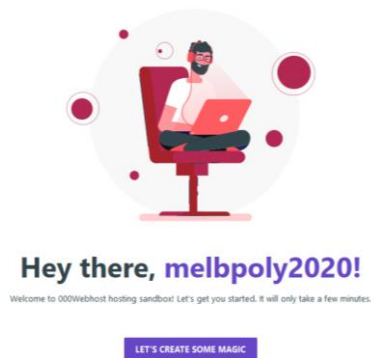 Hey there, melbpoly2020!
Welcome to 000Webhost hosting sandbox! Let's get you started. It will only take a few minutes.
LET'S CREATE SOME MAGIC